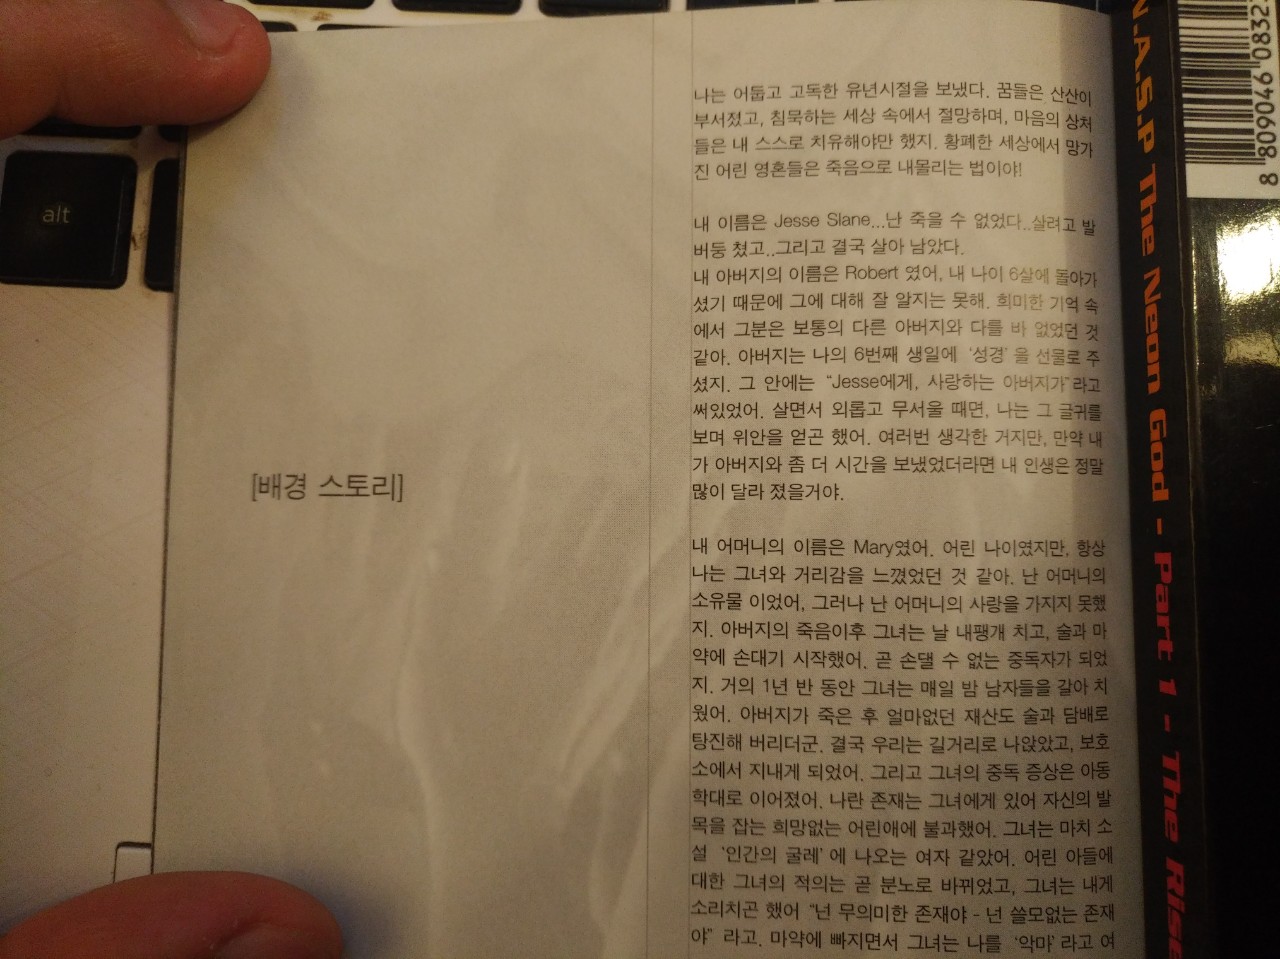 alt
[배경 스토리]
나는 어둡고 고독한 유년시절을 보냈다. 꿈들은 산산이
부서졌고, 침묵하는 세상 속에서 절망하며, 마음의 상처
들은 내 스스로 치유해야만 했지. 황폐한 세상에서 망가
진 어린 영혼들은 죽음으로 내몰리는 법이야!
내 이름은 Jesse Slane...난 죽을 수 없었다..살려고 발
버둥 쳤고..그리고 결국 살아 남았다.
내 아버지의 이름은 Robert 였어, 내 나이 6살에 돌아가
셨기 때문에 그에 대해 잘 알지는 못해. 희미한 기억 속
에서 그분은 보통의 다른 아버지와 다를 바 없었던 것
같아. 아버지는 나의 6번째 생일에 '성경' 을 선물로 주
셨지. 그 안에는 "Jesse에게, 사랑하는 아버지가"라고
써있었어. 살면서 외롭고 무서울 때면, 나는 그 글귀를
보며 위안을 얻곤 했어. 여러번 생각한 거지만, 만약 내
가 아버지와 좀 더 시간을 보냈었더라면 내 인생은 정말
많이 달라 졌을거야.
내 어머니의 이름은 Mary였어. 어린 나이였지만, 항상
나는 그녀와 거리감을 느꼈었던 것 같아. 난 어머니의
소유물 이었어, 그러나 난 어머니의 사랑을 가지지 못했
지. 아버지의 죽음이후 그녀는 날 내팽개 치고, 술과 마
약에 손대기 시작했어. 곧 손댈 수 없는 중독자가 되었
지. 거의 1년 반 동안 그녀는 매일 밤 남자들을 갈아 치
웠어. 아버지가 죽은 후 얼마없던 재산도 술과 담배로
탕진해 버리더군. 결국 우리는 길거리로 나앉았고, 보호
소에서 지내게 되었어. 그리고 그녀의 중독 증상은 아동
학대로 이어졌어. 나란 존재는 그녀에게 있어 자신의 발
목을 잡는 희망없는 어린애에 불과했어. 그녀는 마치 소
설 '인간의 굴레' 에 나오는 여자 같았어. 어린 아들에
대한 그녀의 적의는 곧 분노로 바뀌었고, 그녀는 내게
소리치곤 했어 "넌 무의미한 존재야 - 넌 쓸모없는 존재
야" 라고. 마약에 빠지면서 그녀는 나를 '악마' 라고 여
W.A.S.P The Neon God - Part 1 - The Rise
8 809046 0832